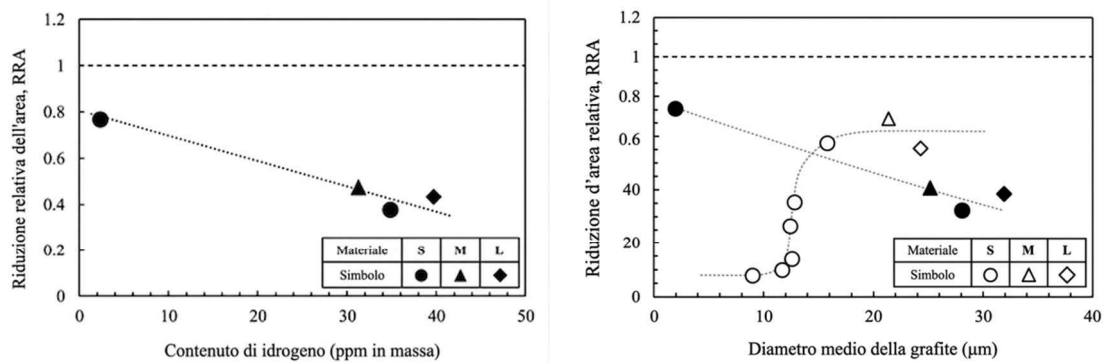 Riduzione relativa dell'area, RRA
1.2
1
0.8
0.6
0.4
0.2
0
0 10 20 30 40 50
Contenuto di idrogeno (ppm in massa)
Materiale S M L
Simbolo
Riduzione d'area relativa, RRA
1.2
1
0.8
0.6
40
20
0
0 10 20 30 40
Diametro medio della grafite (µm)
Materiale S M L
Simbolo